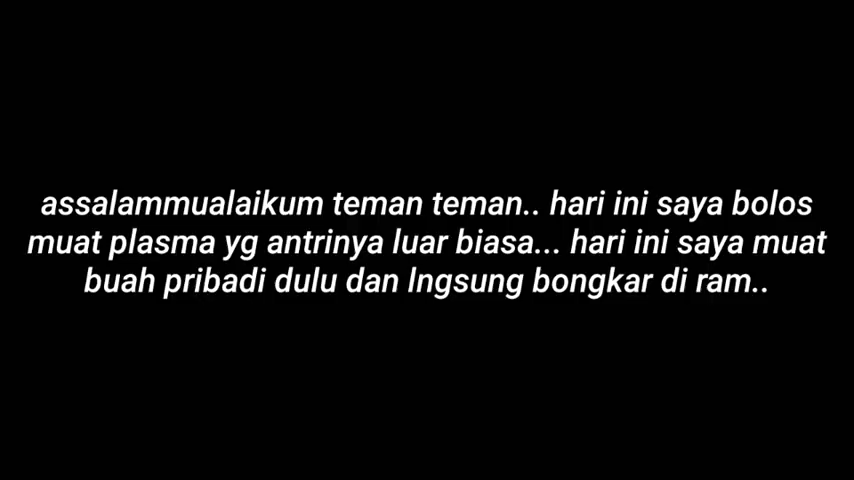 assalammualaikum teman teman.. hari ini saya bolos
muat plasma yg antrinya luar biasa... hari ini saya muat
buah pribadi dulu dan lngsung bongkar di ram..